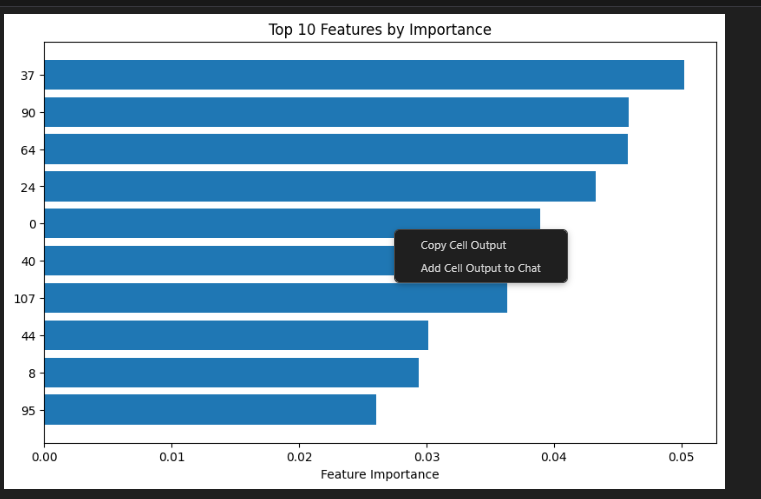 Top 10 Features by Importance
37
90
64
24
0
40
107
44
8
95
Copy Cell Output
Add Cell Output to Chat
0.00 0.01 0.02 0.03 0.04 0.05
Feature Importance